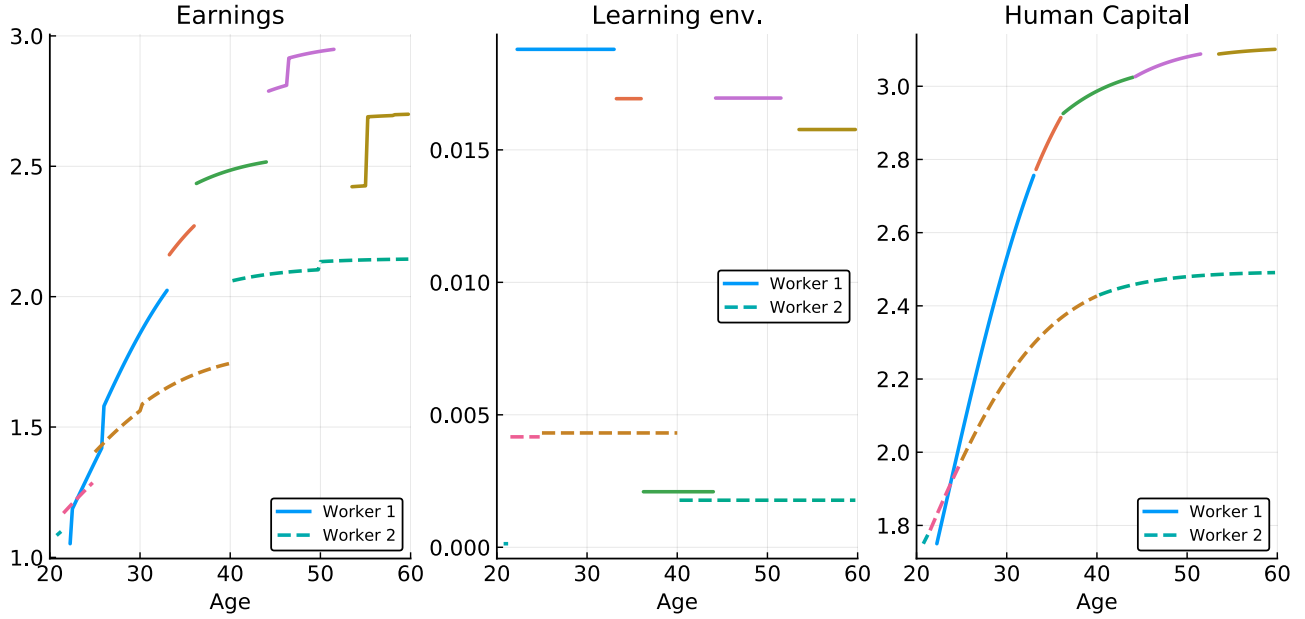 Earnings
3.0
2.5
2.0
1.5
1.0
20 30 40 50 60
Age
Worker 1
Worker 2
Learning env.
0.015
0.010
0.005
0.000
20 30 40 50 60
Age
Worker 1
Worker 2
Human Capital
3.0
2.8
2.6
2.4
2.2
2.0
1.8
20 30 40 50 60
Age
Worker 1
Worker 2